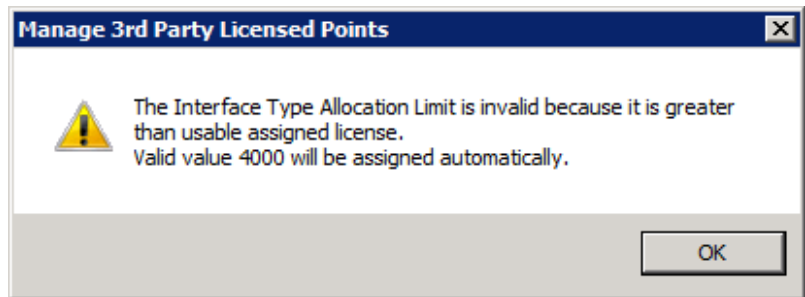 Manage 3rd Party Licensed Points
The Interface Type Allocation Limit is invalid because it is greater
than usable assigned license.
Valid value 4000 will be assigned automatically.
OK